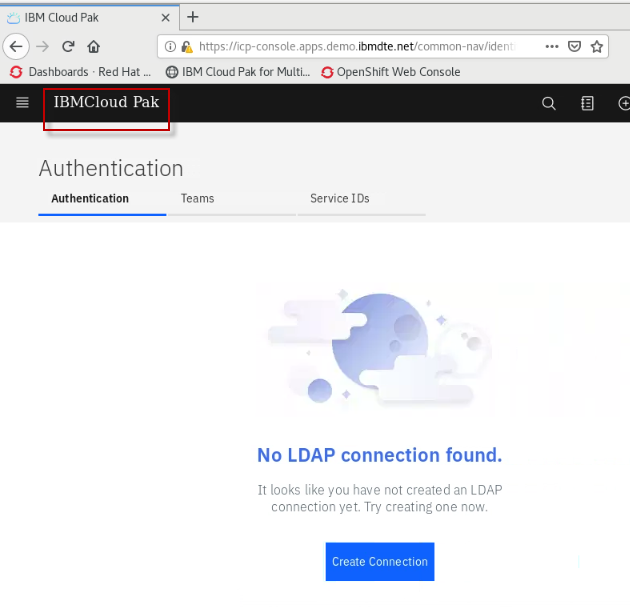 IBM Cloud Pak
https://icp-console.apps.demo.ibmdte.net/common-nav/ident
Dashboards · Red Hat ... IBM Cloud Pak for Multi... OpenShift Web Console
IBMCloud Pak
Authentication
Authentication Teams Service IDs
No LDAP connection found.
It looks like you have not created an LDAP
connection yet. Try creating one now.
Create Connection